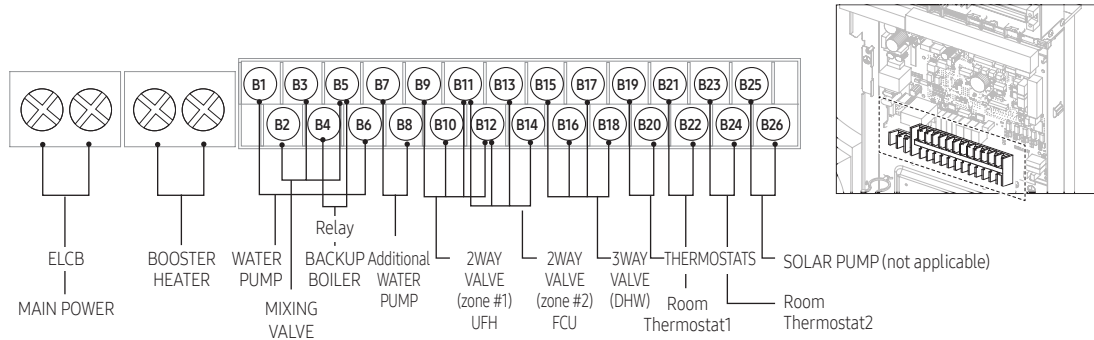 B1 B3 B5 B7 B9 B11 B13 B15 B17 B19 B21 B23 B25
B2 B4 B6 B8 B10 B12 B14 B16 B18 B20 B22 B24 B26
Relay
ELCB
MAIN POWER
BOOSTER
HEATER
WATER
PUMP
MIXING
VALVE
BACKUP
BOILER
Additional
WATER
PUMP
2WAY
VALVE
(zone #1)
UFH
2WAY
VALVE
(zone #2)
FCU
3WAY
VALVE
(DHW)
THERMOSTATS
Room
Thermostat1
SOLAR PUMP (not applicable)
Room
Thermostat2